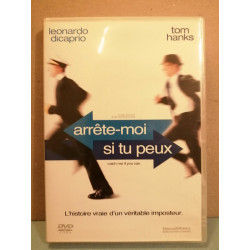 leonardo
dicaprio
tom
hanks
arrête-moi
si tu peux
catch me if you can
L'histoire vraie d'un véritable imposteur.
DVD